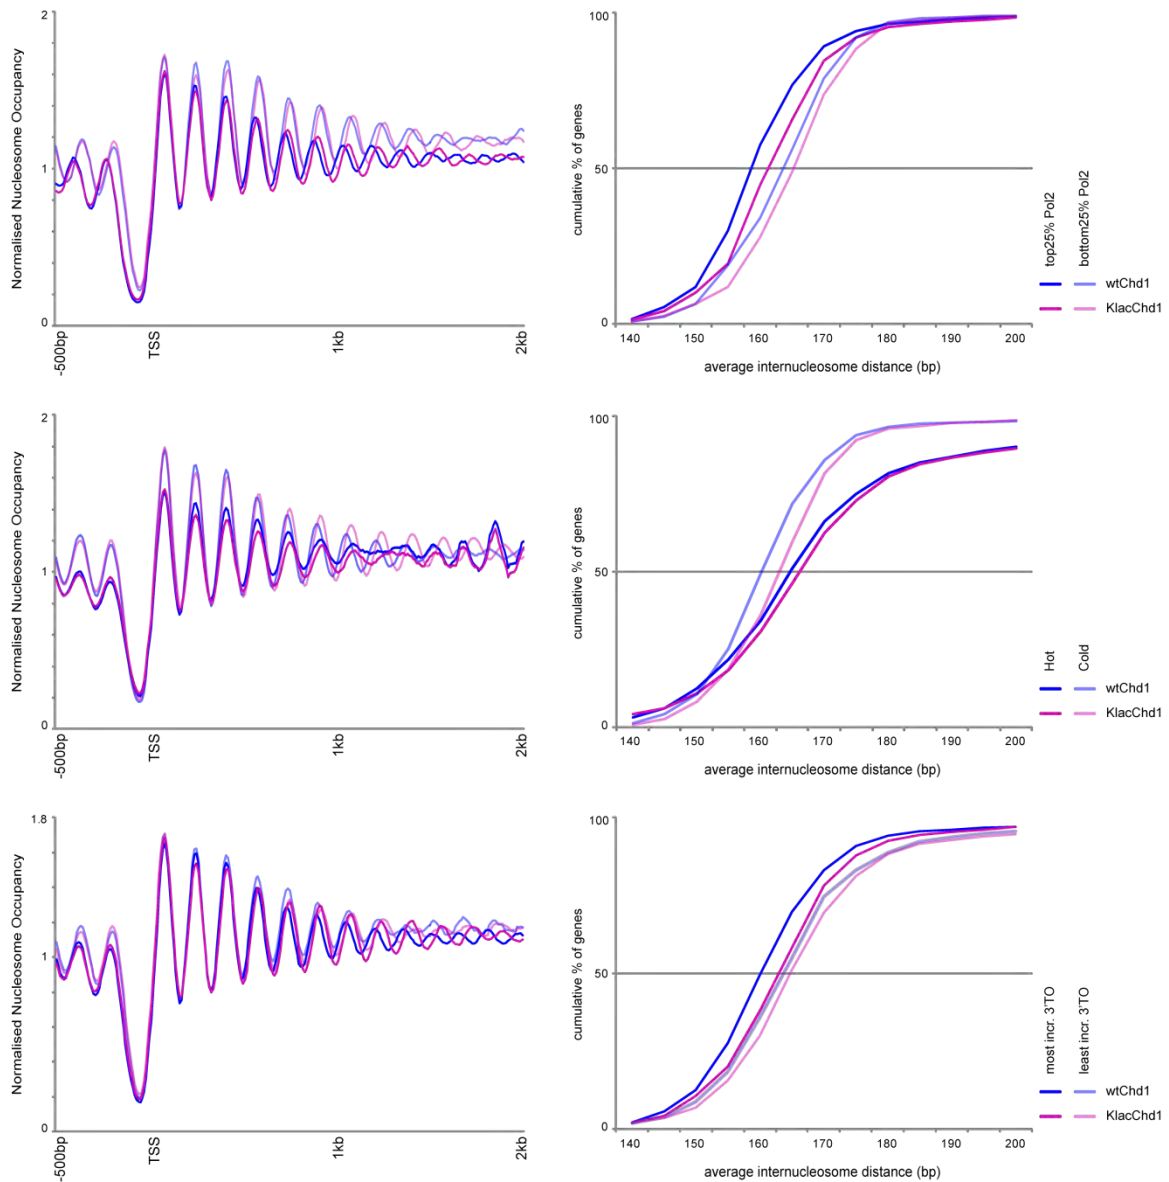 2
Normalised Nucleosome Occupancy
1
0
-500bp
TSS
1kb
2kb
100
cumulative % of genes
50
0
140 150 160 170 180 190 200
average internucleosome distance (bp)
top25% Pol2
bottom25% Pol2
wtChd1
KlacChd1
2
Normalised Nucleosome Occupancy
1
0
-500bp
TSS
1kb
2kb
100
cumulative % of genes
50
0
140 150 160 170 180 190 200
average internucleosome distance (bp)
Hot
Cold
wtChd1
KlacChd1
1.8
Normalised Nucleosome Occupancy
1
0
-500bp
TSS
1kb
2kb
100
cumulative % of genes
50
0
140 150 160 170 180 190 200
average internucleosome distance (bp)
most incr. 3'TO
least incr. 3'TO
wtChd1
KlacChd1